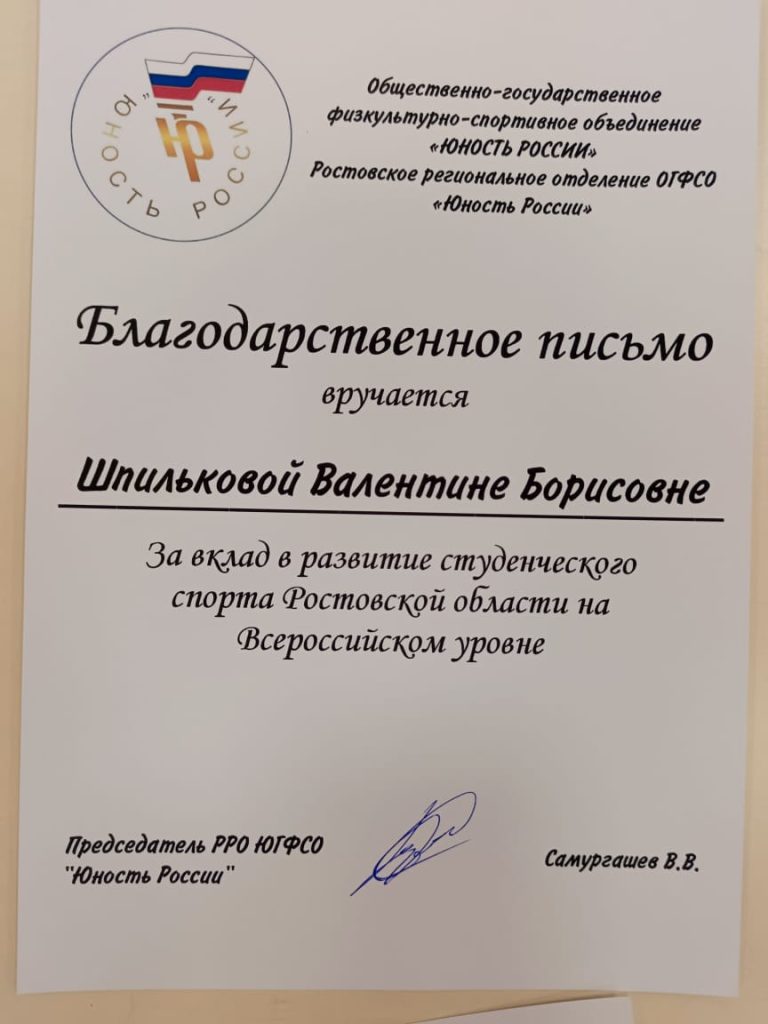 "ЮНОСТЬ РОССИИ"
ЮР
Общественно-государственное
физкультурно-спортивное объединение
«ЮНОСТЬ РОССИИ»
Ростовское региональное отделение ОГФСО
«Юность России»
Благодарственное письмо
вручается
Шпильковой Валентине Борисовне
За вклад в развитие студенческого
спорта Ростовской области на
Всероссийском уровне
Председатель РРО ЮГФСО
"Юность России"
Самургашев В.В.